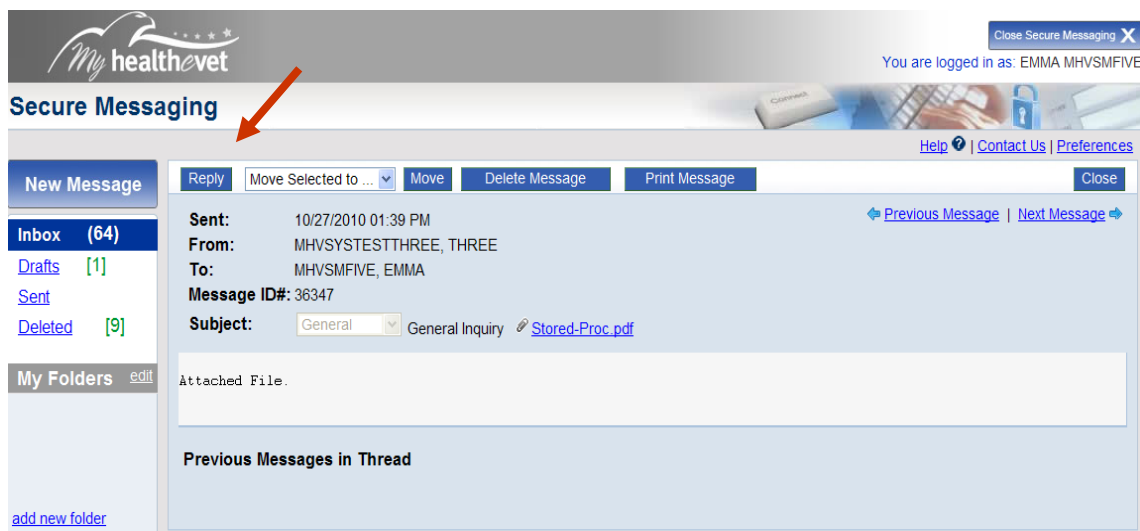 My healthevet
Close Secure Messaging X
You are logged in as: EMMA MHVSMFIVE
Secure Messaging
Connect
Help ? | Contact Us | Preferences
New Message
Reply Move Selected to ... Move Delete Message Print Message Close
Inbox (64)
Drafts [1]
Sent
Deleted [9]
My Folders edit
add new folder
Previous Message | Next Message
Sent: 10/27/2010 01:39 PM
From: MHVSYSTESTTHREE, THREE
To: MHVSMFIVE, EMMA
Message ID#: 36347
Subject: General General Inquiry Stored-Proc.pdf
Attached File.
Previous Messages in Thread